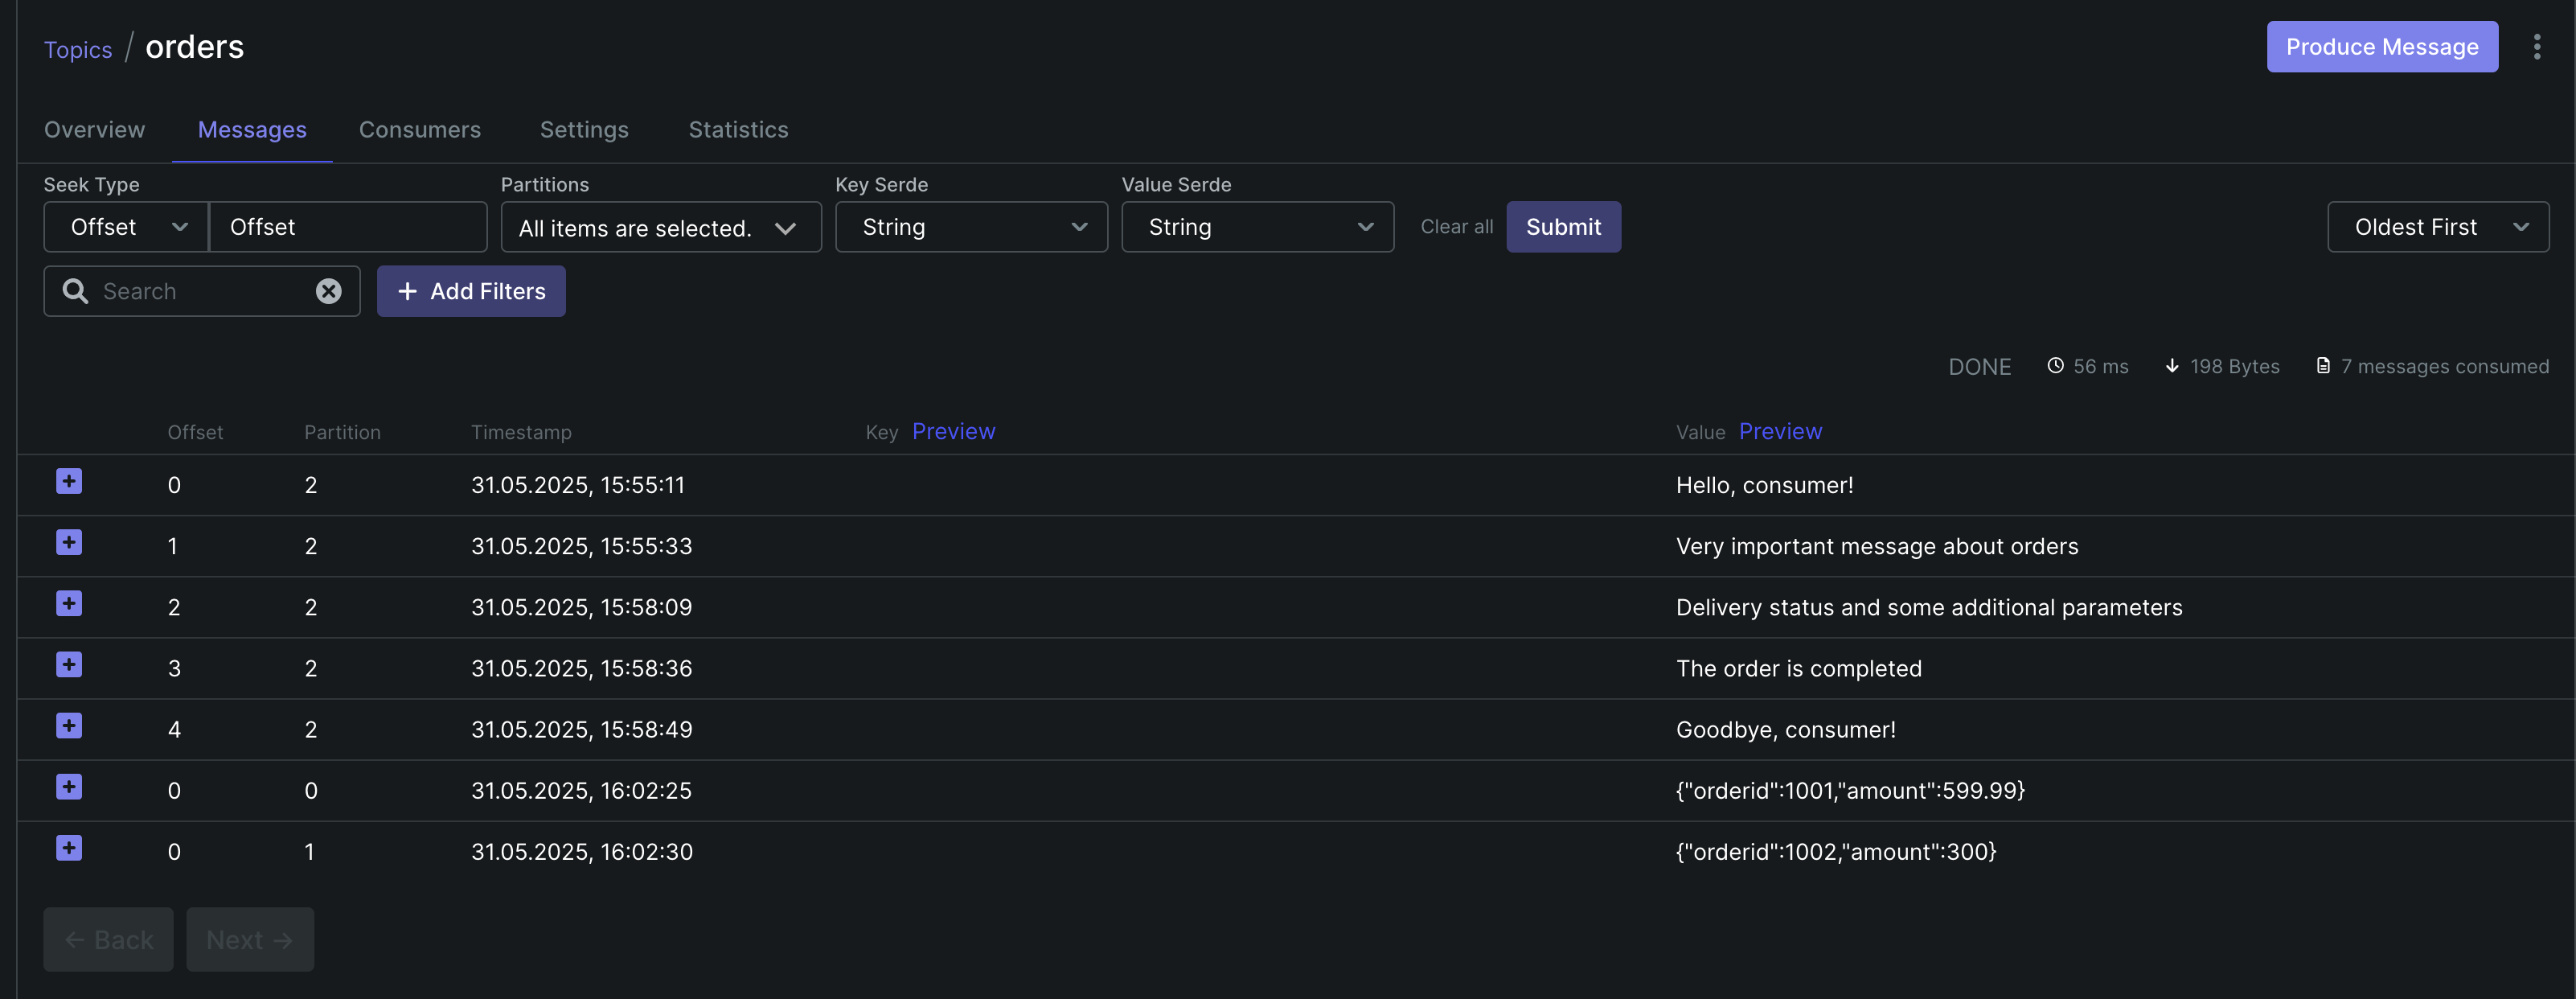 Topics / orders
Produce Message
Overview Messages Consumers Settings Statistics
Seek Type Partitions Key Serde Value Serde
Offset Offset All items are selected. String String Clear all Submit Oldest First
Search + Add Filters
DONE 56 ms 198 Bytes 7 messages consumed
Offset Partition Timestamp Key Preview Value Preview
0 2 31.05.2025, 15:55:11 Hello, consumer!
1 2 31.05.2025, 15:55:33 Very important message about orders
2 2 31.05.2025, 15:58:09 Delivery status and some additional parameters
3 2 31.05.2025, 15:58:36 The order is completed
4 2 31.05.2025, 15:58:49 Goodbye, consumer!
0 0 31.05.2025, 16:02:25 {"orderid":1001,"amount":599.99}
0 1 31.05.2025, 16:02:30 {"orderid":1002,"amount":300}
← Back Next →